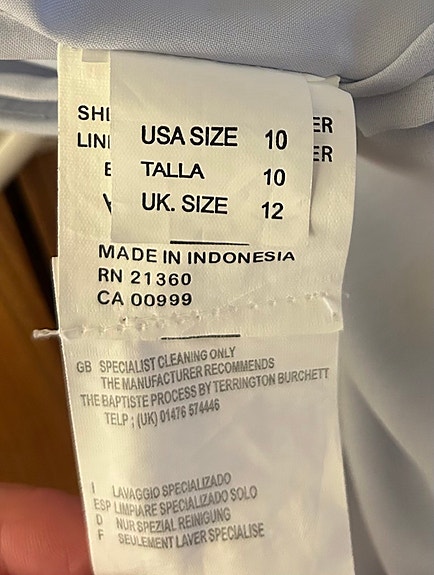 USA SIZE 10
TALLA 10
UK. SIZE 12
MADE IN INDONESIA
RN 21360
CA 00999
GB SPECIALIST CLEANING ONLY
THE MANUFACTURER RECOMMENDS
THE BAPTISTE PROCESS BY TERRINGTON BURCHETT
TELP : (UK) 01476 574446
I LAVAGGIO SPECIALIZADO
ESP LIMPIARE SPECIALIZADO SOLO
D NUR SPEZIAL REINIGUNG
F SEULEMENT LAVER SPECIALISE